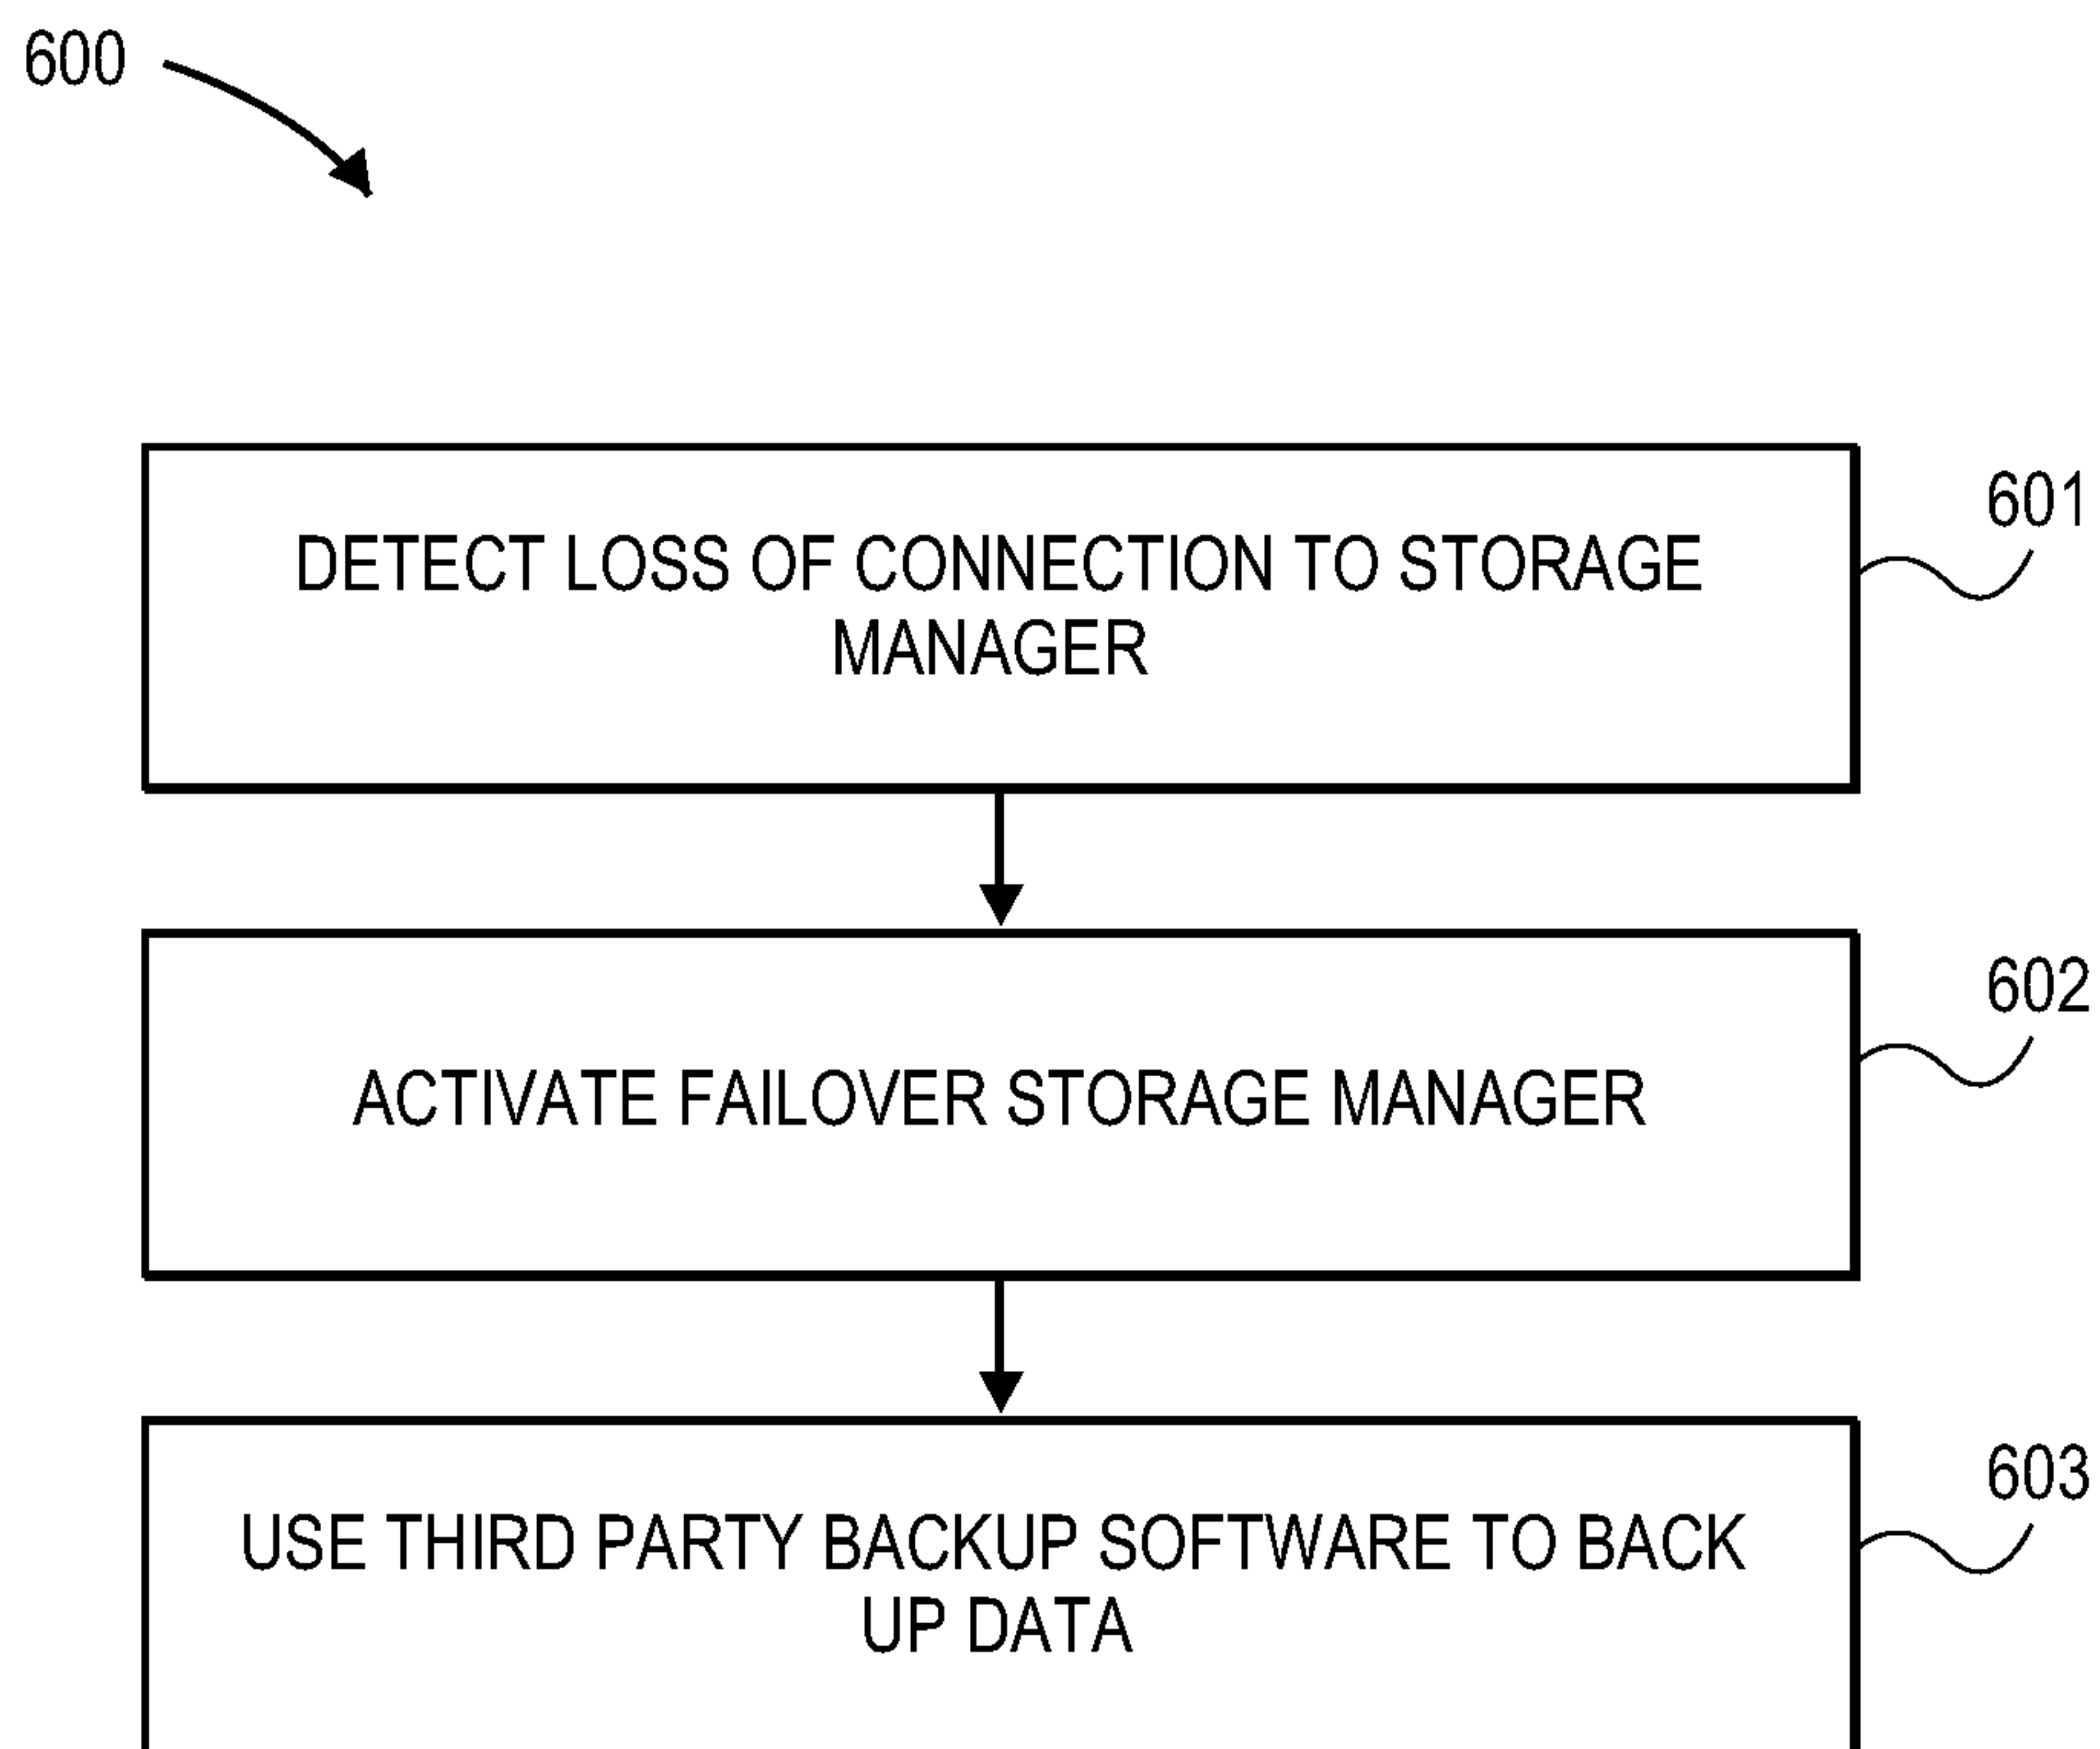 600
601
DETECT LOSS OF CONNECTION TO STORAGE
MANAGER
602
ACTIVATE FAILOVER STORAGE MANAGER
603
USE THIRD PARTY BACKUP SOFTWARE TO BACK
UP DATA